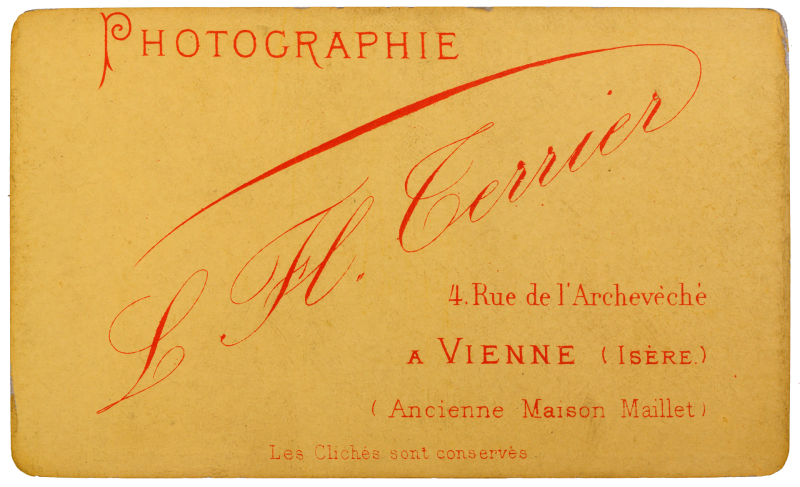 PHOTOGRAPHIE
L Fl. Terrier
4. Rue de l'Archevêché
A VIENNE (ISÈRE.)
(Ancienne Maison Maillet)
Les Clichés sont conservés